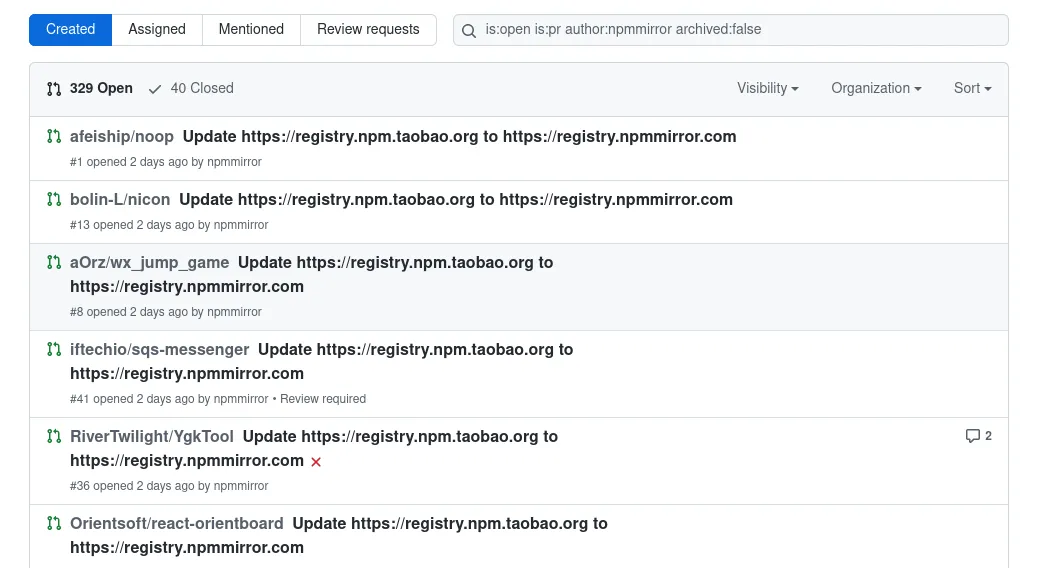 Created Assigned Mentioned Review requests is:open is:pr author:npmmirror archived:false
329 Open 40 Closed Visibility Organization Sort
afeiship/noop Update https://registry.npm.taobao.org to https://registry.npmmirror.com
#1 opened 2 days ago by npmmirror
bolin-L/nicon Update https://registry.npm.taobao.org to https://registry.npmmirror.com
#13 opened 2 days ago by npmmirror
aOrz/wx_jump_game Update https://registry.npm.taobao.org to
https://registry.npmmirror.com
#8 opened 2 days ago by npmmirror
iftechio/sqs-messenger Update https://registry.npm.taobao.org to
https://registry.npmmirror.com
#41 opened 2 days ago by npmmirror • Review required
RiverTwilight/YgkTool Update https://registry.npm.taobao.org to 2
https://registry.npmmirror.com
#36 opened 2 days ago by npmmirror
Orientsoft/react-orientboard Update https://registry.npm.taobao.org to
https://registry.npmmirror.com